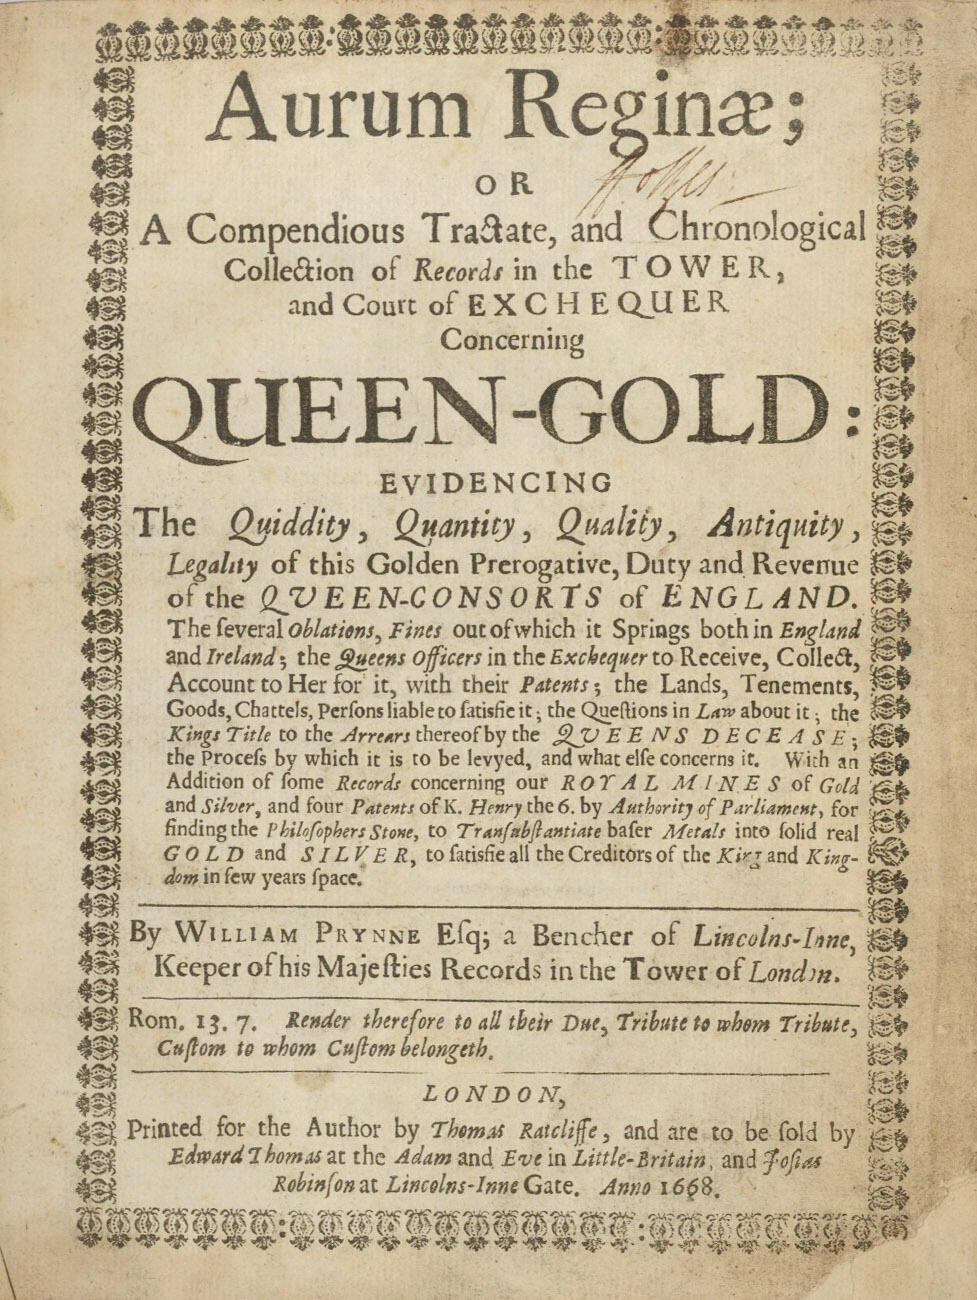 Aurum Reginæ;
OR
A Compendious Tractate, and Chronological
Collection of Records in the TOWER,
and Court of EXCHEQUER
Concerning
QUEEN-GOLD:
EVIDENCING
The Quiddity, Quantity, Quality, Antiquity,
Legality of this Golden Prerogative, Duty and Revenue
of the QVEEN-CONSORTS of ENGLAND.
The ſeveral Oblations, Fines out of which it Springs both in England
and Ireland; the Queens Officers in the Exchequer to Receive, Collect,
Account to Her for it, with their Patents; the Lands, Tenements,
Goods, Chattels, Perſons liable to ſatisfie it; the Queſtions in Law about it; the
Kings Title to the Arrears thereof by the QVEENS DECEASE;
the Proceſs by which it is to be levyed, and what elſe concerns it. With an
Addition of ſome Records concerning our ROYAL MINES of Gold
and Silver, and four Patents of K. Henry the 6. by Authority of Parliament, for
finding the Philoſophers Stone, to Tranſubſtantiate baſer Metals into ſolid real
GOLD and SILVER, to ſatisfie all the Creditors of the King and King-
dom in few years ſpace.
By WILLIAM PRYNNE Eſq; a Bencher of Lincolns-Inne,
Keeper of his Majeſties Records in the Tower of London.
Rom. 13. 7. Render therefore to all their Due, Tribute to whom Tribute,
Cuſtom to whom Cuſtom belongeth.
LONDON,
Printed for the Author by Thomas Ratcliffe, and are to be ſold by
Edward Thomas at the Adam and Eve in Little-Britain, and Joſias
Robinſon at Lincolns-Inne Gate. Anno 1668.